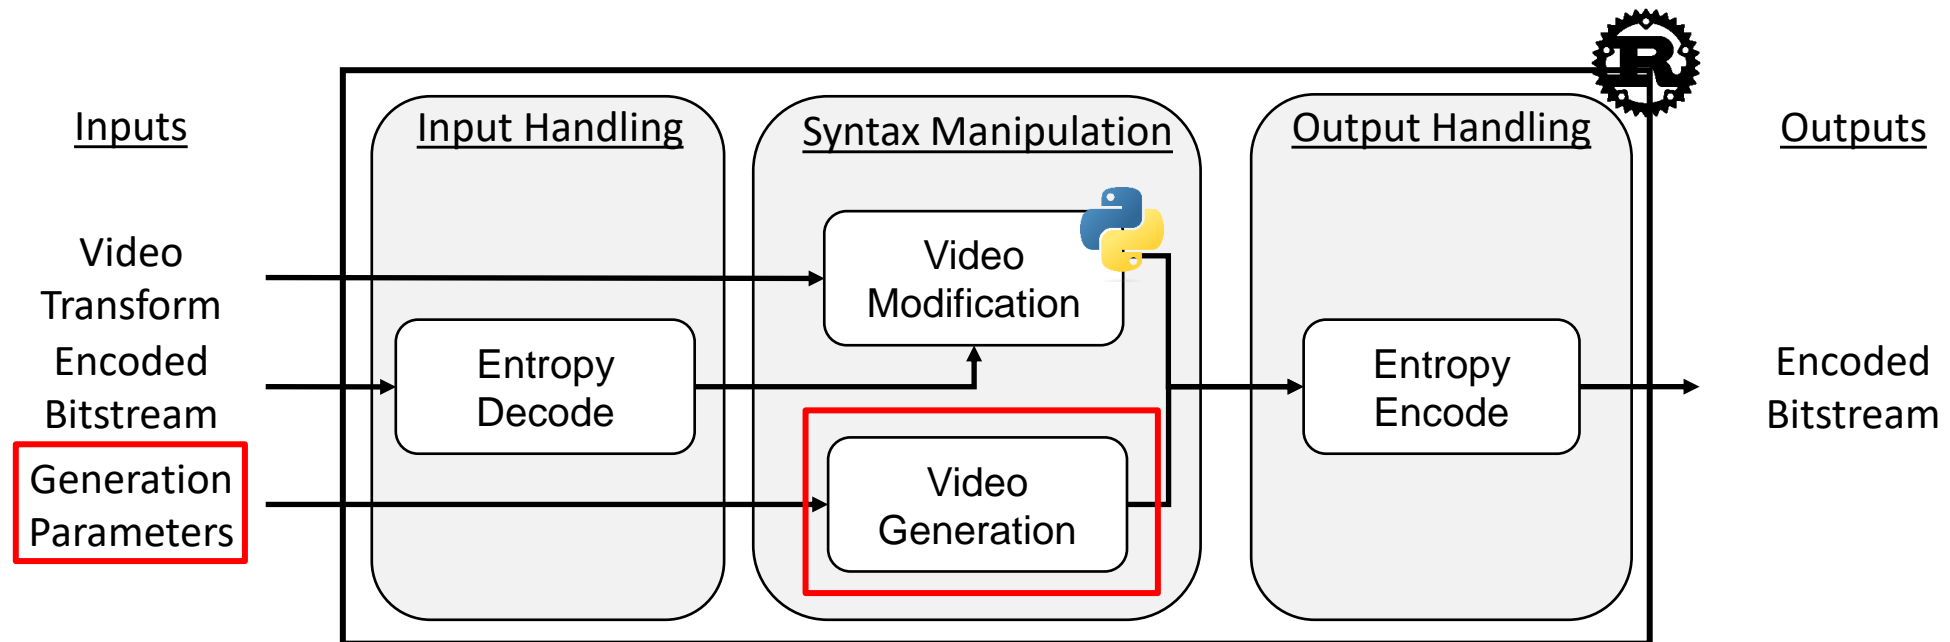 Inputs
Input Handling
Syntax Manipulation
Output Handling
Outputs
Video
Transform
Encoded
Bitstream
Generation
Parameters
Entropy
Decode
Video
Modification
Video
Generation
Entropy
Encode
Encoded
Bitstream
R